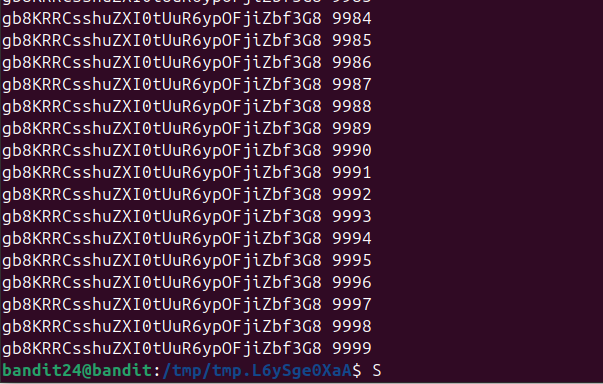 gb8KRRCsshuZXI0tUuR6ypOFjiZbf3G8 9984
gb8KRRCsshuZXI0tUuR6ypOFjiZbf3G8 9985
gb8KRRCsshuZXI0tUuR6ypOFjiZbf3G8 9986
gb8KRRCsshuZXI0tUuR6ypOFjiZbf3G8 9987
gb8KRRCsshuZXI0tUuR6ypOFjiZbf3G8 9988
gb8KRRCsshuZXI0tUuR6ypOFjiZbf3G8 9989
gb8KRRCsshuZXI0tUuR6ypOFjiZbf3G8 9990
gb8KRRCsshuZXI0tUuR6ypOFjiZbf3G8 9991
gb8KRRCsshuZXI0tUuR6ypOFjiZbf3G8 9992
gb8KRRCsshuZXI0tUuR6ypOFjiZbf3G8 9993
gb8KRRCsshuZXI0tUuR6ypOFjiZbf3G8 9994
gb8KRRCsshuZXI0tUuR6ypOFjiZbf3G8 9995
gb8KRRCsshuZXI0tUuR6ypOFjiZbf3G8 9996
gb8KRRCsshuZXI0tUuR6ypOFjiZbf3G8 9997
gb8KRRCsshuZXI0tUuR6ypOFjiZbf3G8 9998
gb8KRRCsshuZXI0tUuR6ypOFjiZbf3G8 9999
bandit24@bandit:/tmp/tmp.L6ySge0XaA$ S